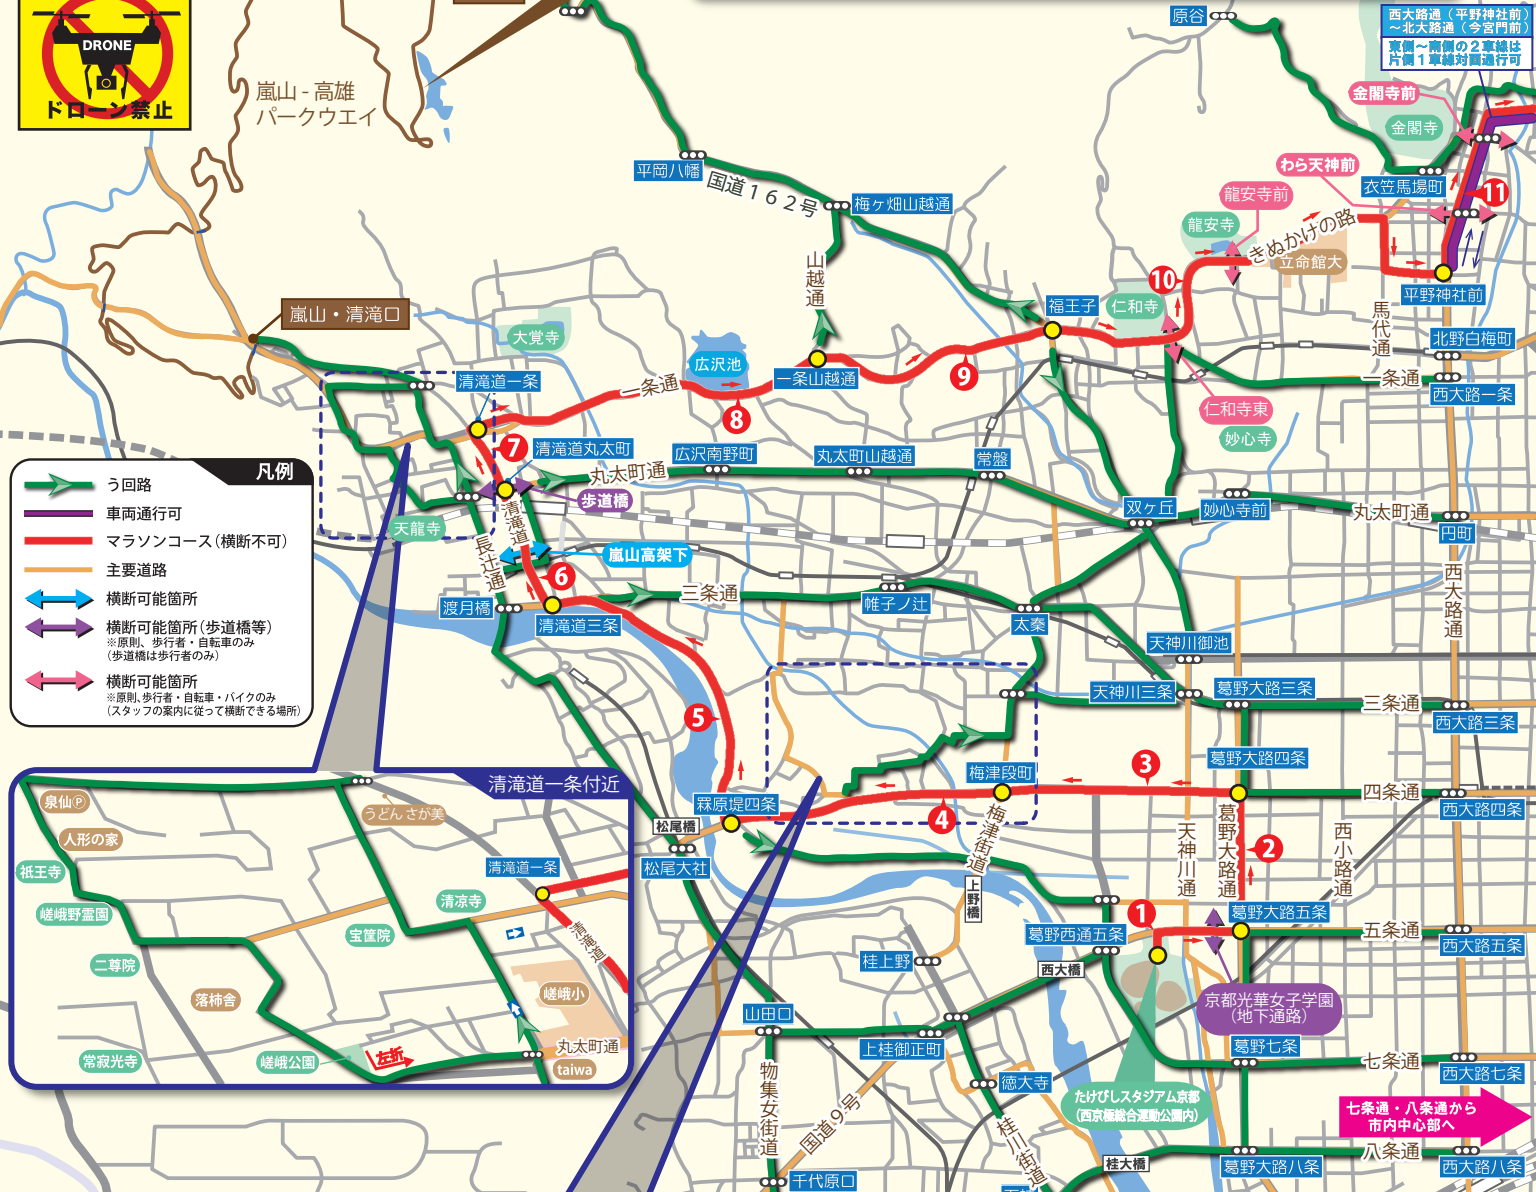 DRONE
ドローン禁止
嵐山 - 高雄
パークウエイ
平岡八幡
国道１６２号
梅ヶ畑山越通
原谷
西大路通（平野神社前）
～北大路通（今宮門前）
東側～南側の２車線は
片側１車線対面通行可
金閣寺前
金閣寺
わら天神前
衣笠馬場町
龍安寺前
龍安寺
きぬかけの路
立命館大
11
平野神社前
山越通
嵐山・清滝口
大覚寺
広沢池
清滝道一条
一条通
一条山越通
福王子
仁和寺
10
馬代通
北野白梅町
一条通
西大路一条
仁和寺東
妙心寺
9
8
7
清滝道丸太町
広沢南野町
丸太町通
丸太町山越通
常盤
歩道橋
天龍寺
清滝道
長辻通
嵐山高架下
6
双ヶ丘
妙心寺前
丸太町通
円町
西大路通
凡例
う回路
車両通行可
マラソンコース（横断不可）
主要道路
横断可能箇所
横断可能箇所（歩道橋等）
※原則、歩行者・自転車のみ
（歩道橋は歩行者のみ）
横断可能箇所
※原則、歩行者・自転車・バイクのみ
（スタッフの案内に従って横断できる場所）
渡月橋
清滝道三条
三条通
帷子ノ辻
太秦
天神川御池
天神川三条
葛野大路三条
三条通
西大路三条
5
葛野大路四条
3
梅津段町
4
罧原堤四条
四条通
西大路四条
松尾橋
松尾大社
梅津街道
上野橋
天神川通
葛野大路通
2
西小路通
1
葛野大路五条
葛野西通五条
五条通
西大路五条
桂上野
西大橋
京都光華女子学園
（地下通路）
山田口
上桂御正町
葛野七条
七条通
西大路七条
徳大寺
たけびしスタジアム京都
（西京極総合運動公園内）
物集女街道
国道９号
桂川街道
七条通・八条通から
市内中心部へ
桂大橋
葛野大路八条
八条通
西大路八条
千代原口
清滝道一条付近
泉仙Ⓟ
うどん さが美
人形の家
祇王寺
清滝道一条
嵯峨野霊園
清凉寺
宝筐院
清滝道
二尊院
落柿舎
嵯峨小
常寂光寺
嵯峨公園
左折
丸太町通
taiwa